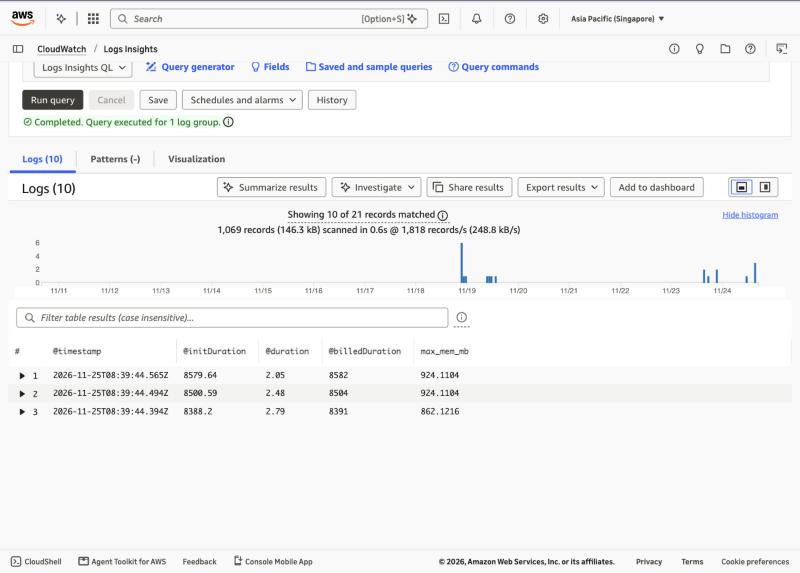 aws
Search [Option+S] Asia Pacific (Singapore) ▼
CloudWatch / Logs Insights
Logs Insights QL Query generator Fields Saved and sample queries Query commands
Run query Cancel Save Schedules and alarms History
Completed. Query executed for 1 log group.
Logs (10) Patterns (-) Visualization
Logs (10) Summarize results Investigate Share results Export results Add to dashboard
Showing 10 of 21 records matched Hide histogram
1,069 records (146.3 kB) scanned in 0.6s @ 1,818 records/s (248.8 kB/s)
6
4
2
0
11/11 11/12 11/13 11/14 11/15 11/16 11/17 11/18 11/19 11/20 11/21 11/22 11/23 11/24
Filter table results (case insensitive)...
# @timestamp @initDuration @duration @billedDuration max_mem_mb
1 2026-11-25T08:39:44.565Z 8579.64 2.05 8582 924.1104
2 2026-11-25T08:39:44.494Z 8500.59 2.48 8504 924.1104
3 2026-11-25T08:39:44.394Z 8388.2 2.79 8391 862.1216
CloudShell Agent Toolkit for AWS Feedback Console Mobile App © 2026, Amazon Web Services, Inc. or its affiliates. Privacy Terms Cookie preferences